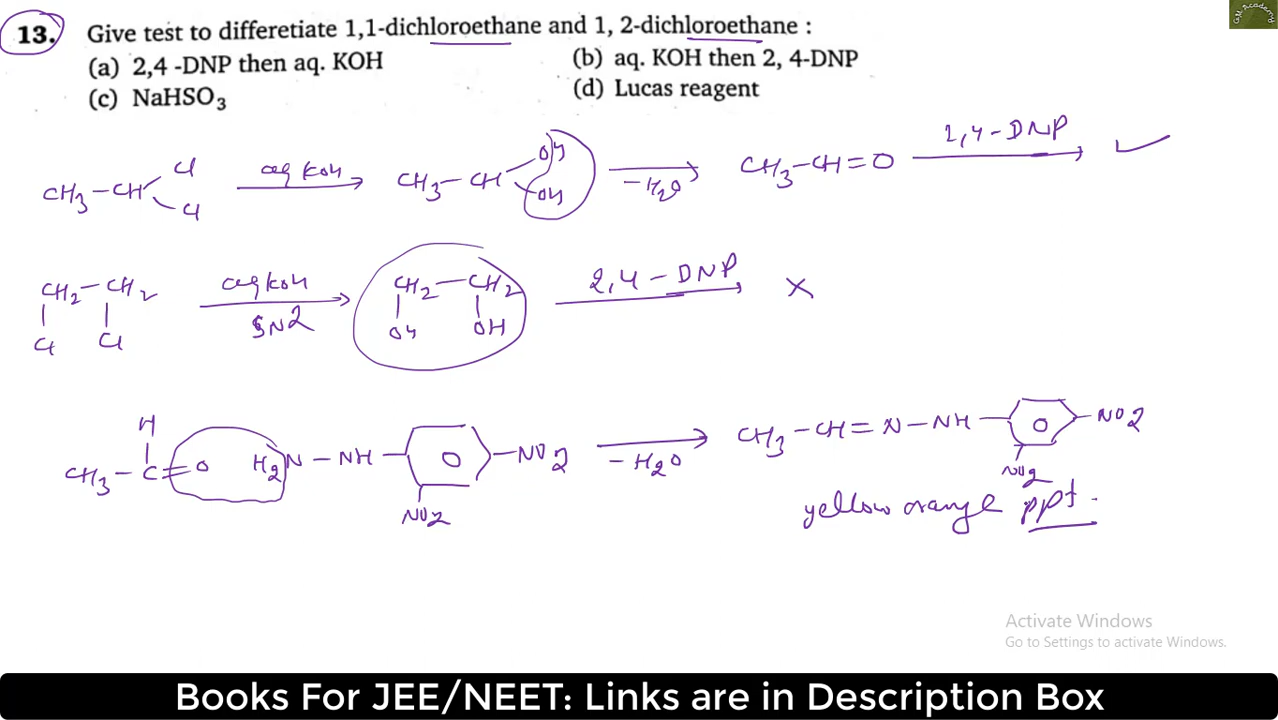 GM Academy
13. Give test to differetiate 1,1-dichloroethane and 1, 2-dichloroethane :
(a) 2,4 -DNP then aq. KOH (b) aq. KOH then 2, 4-DNP
(c) NaHSO₃ (d) Lucas reagent
CH₃-CH Cl Cl aq KOH CH₃-CH OH OH -H₂O CH₃-CH=O 2,4-DNP ✓
CH₂-CH₂ aq KOH CH₂-CH₂ 2,4-DNP ×
Cl Cl SN2 OH OH
H
CH₃-C=O H₂N-NH- -NO₂ -H₂O CH₃-CH=N-NH- -NO₂
NO₂ NO₂
yellow orange ppt.
Activate Windows
Go to Settings to activate Windows.
Books For JEE/NEET: Links are in Description Box